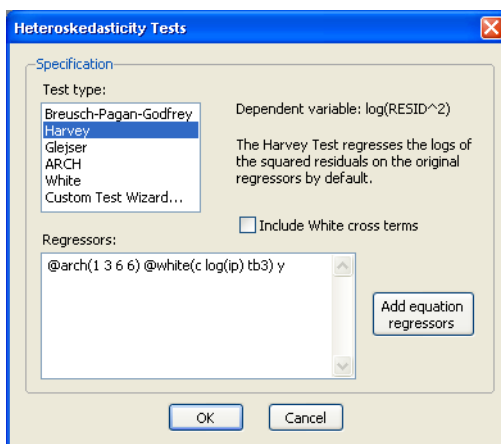 Heteroskedasticity Tests
Specification
Test type:
Breusch-Pagan-Godfrey
Harvey
Glejser
ARCH
White
Custom Test Wizard...
Dependent variable: log(RESID^2)
The Harvey Test regresses the logs
of the squared residuals on the original
regressors by default.
Include White cross terms
Regressors:
@arch(1 3 6 6) @white(c log(ip) tb3) y
Add equation
regressors
OK
Cancel